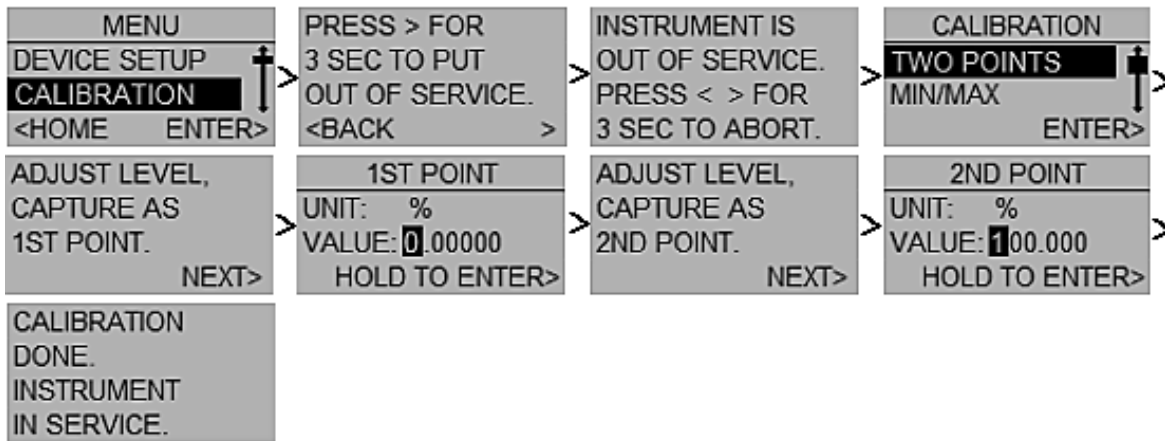 MENU
DEVICE SETUP
CALIBRATION
<HOME ENTER>
>
PRESS > FOR
3 SEC TO PUT
OUT OF SERVICE.
<BACK >
>
INSTRUMENT IS
OUT OF SERVICE.
PRESS < > FOR
3 SEC TO ABORT.
>
CALIBRATION
TWO POINTS
MIN/MAX
ENTER>
>
ADJUST LEVEL,
CAPTURE AS
1ST POINT.
NEXT>
>
1ST POINT
UNIT: %
VALUE: 0.00000
HOLD TO ENTER>
>
ADJUST LEVEL,
CAPTURE AS
2ND POINT.
NEXT>
>
2ND POINT
UNIT: %
VALUE: 100.000
HOLD TO ENTER>
>
CALIBRATION
DONE.
INSTRUMENT
IN SERVICE.